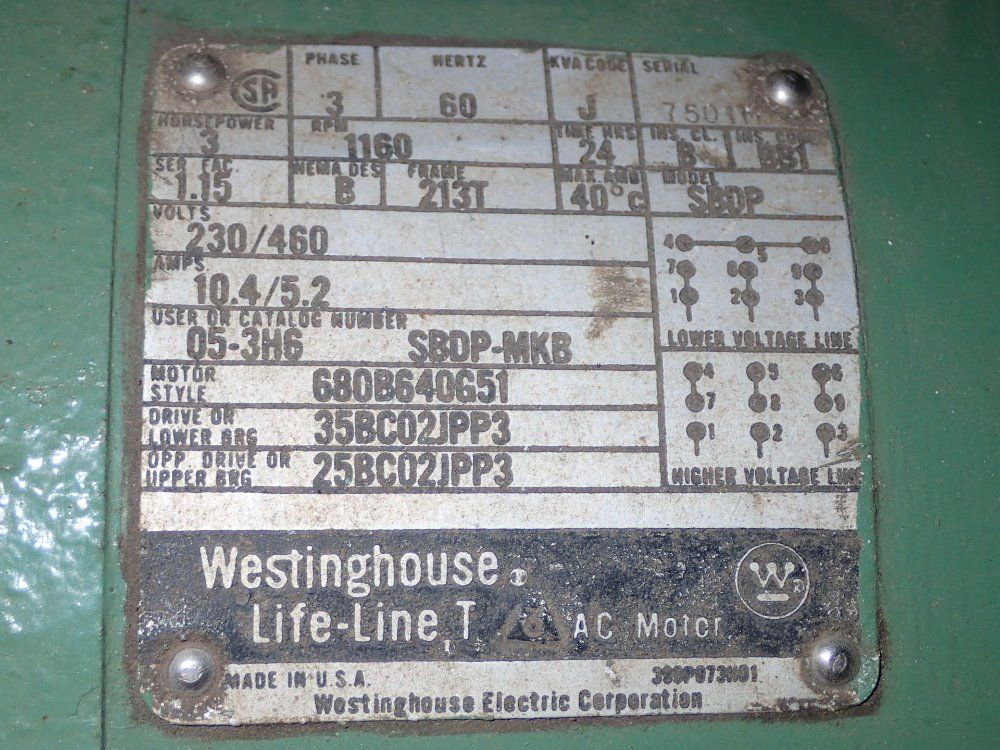 PHASE HERTZ KVA CODE SERIAL
SA 3 60 J 7501M
HORSEPOWER RPM TIME HRS INS. CL.
3 1160 24 B
SER FAC NEMA DES FRAME MAX. AMB MODEL
1.15 B 213T 40°C SBDP
VOLTS
230/460
AMPS
10.4/5.2
USER OR CATALOG NUMBER
05-3H6 SBDP-MKB
MOTOR STYLE 680B640G51
DRIVE OR LOWER BRG 35BC02JPP3
OPP. DRIVE OR UPPER BRG 25BC02JPP3
4 5 6
7 8 9
1 2 3
LOWER VOLTAGE LINE
4 5 6
7 8 9
1 2 3
HIGHER VOLTAGE LINE
Westinghouse
Life-Line T AC Motor
W
MADE IN U.S.A.
Westinghouse Electric Corporation